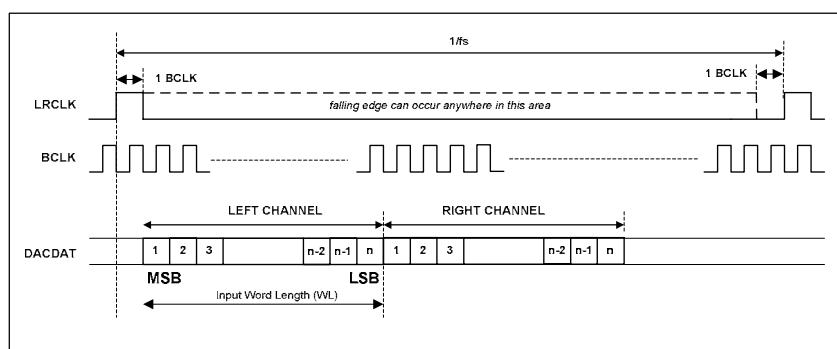 1/fs
1 BCLK
1 BCLK
LRCLK
falling edge can occur anywhere in this area
BCLK
LEFT CHANNEL
RIGHT CHANNEL
DACDAT
1 2 3 n-2 n-1 n 1 2 3 n-2 n-1 n
MSB LSB
Input Word Length (WL)